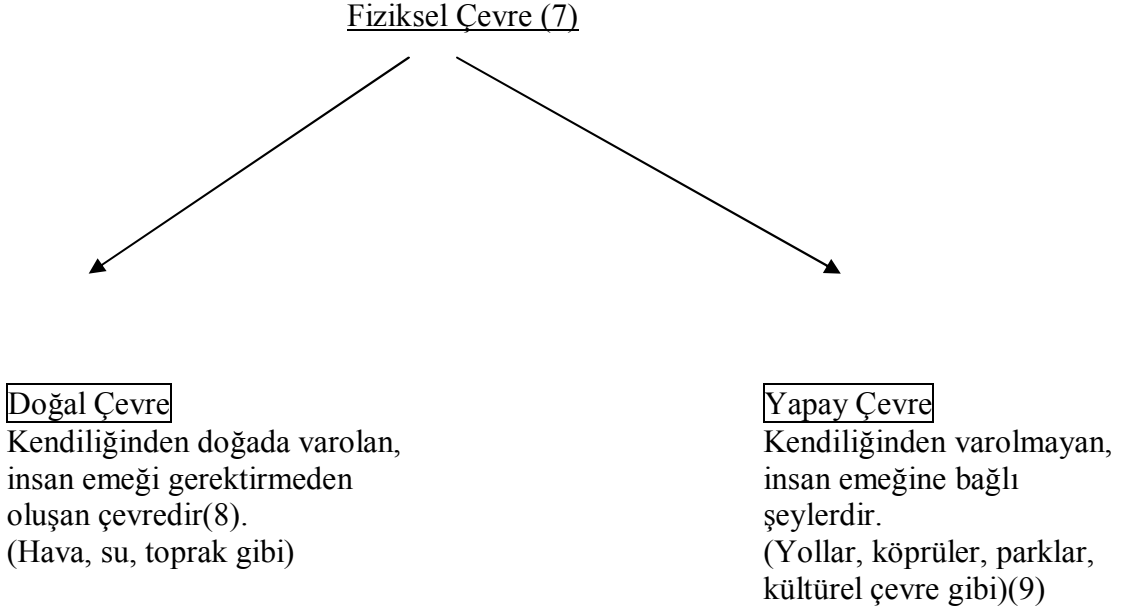 Fiziksel Çevre (7)
Doğal Çevre
Kendiliğinden doğada varolan,
insan emeği gerektirmeden
oluşan çevredir(8).
(Hava, su, toprak gibi)
Yapay Çevre
Kendiliğinden varolmayan,
insan emeğine bağlı
şeylerdir.
(Yollar, köprüler, parklar,
kültürel çevre gibi)(9)